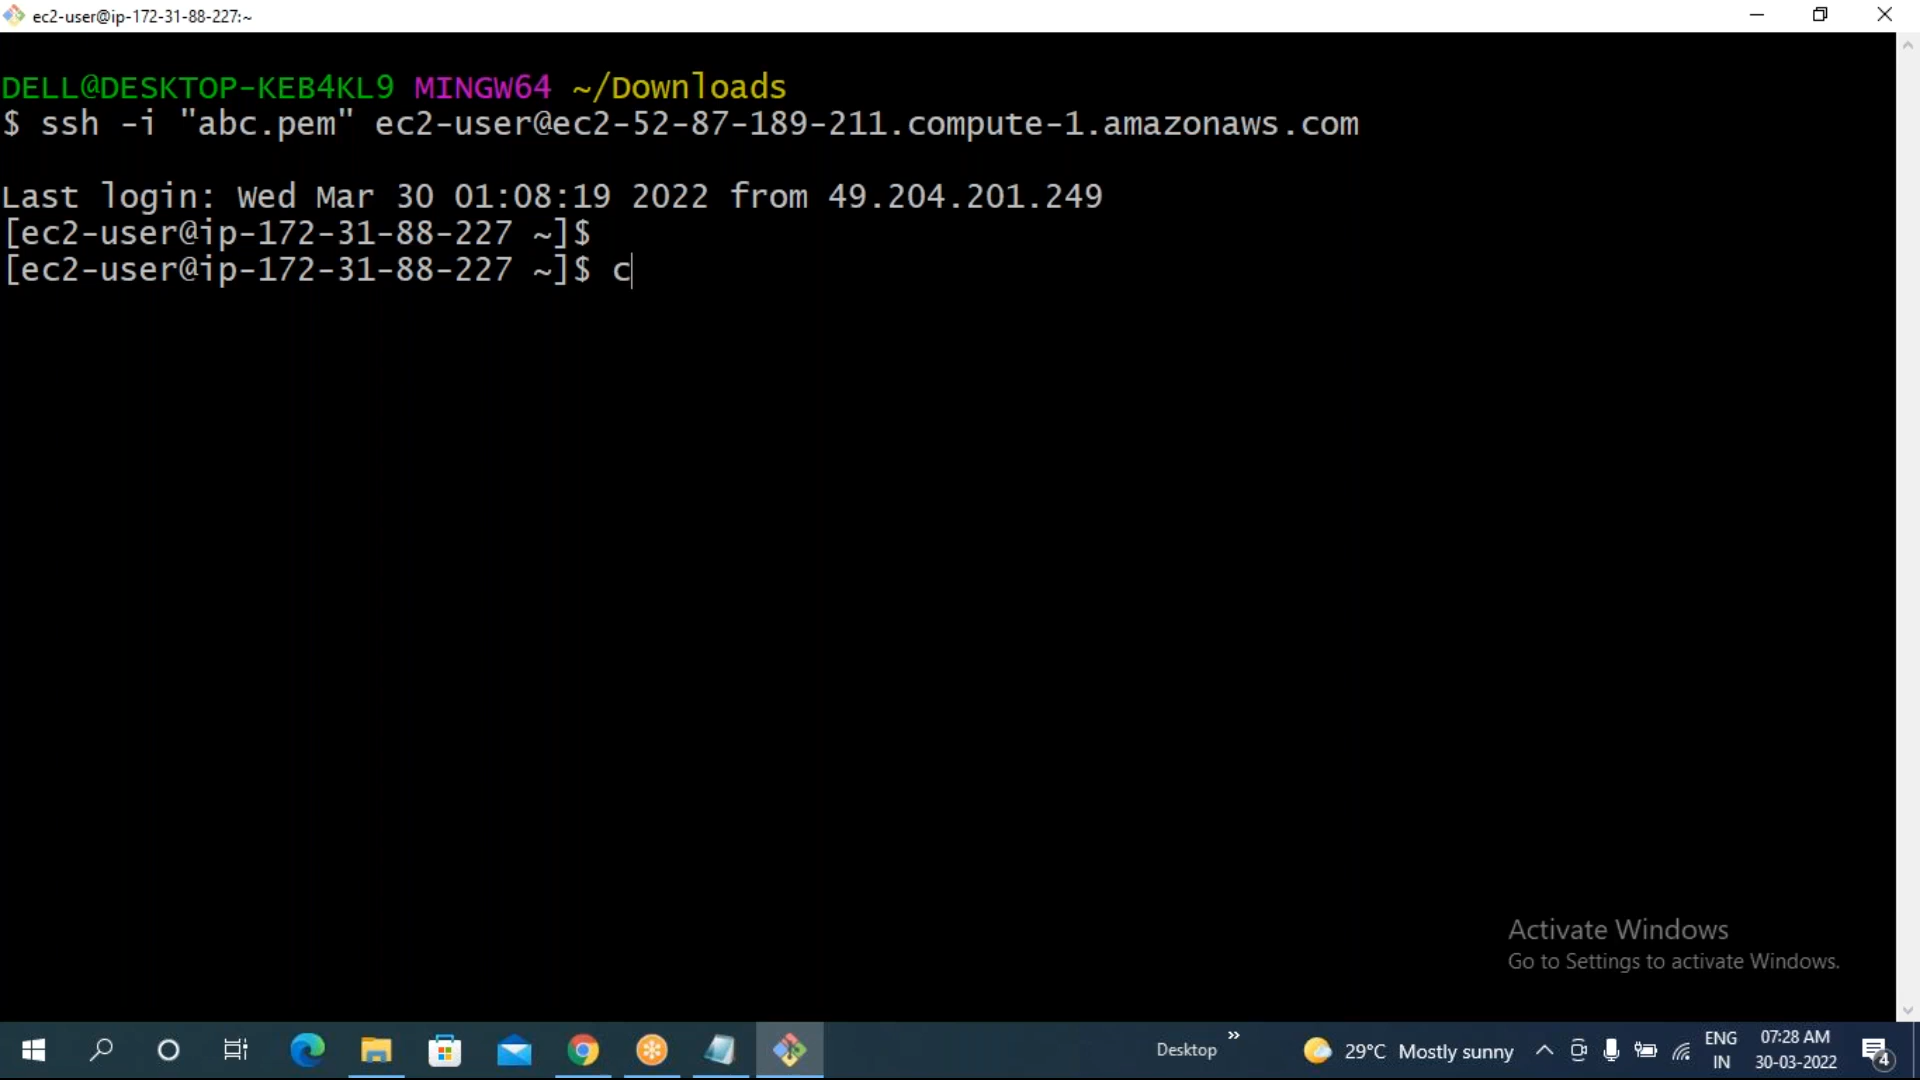 ec2-user@ip-172-31-88-227:~
DELL@DESKTOP-KEB4KL9 MINGW64 ~/Downloads
$ ssh -i "abc.pem" ec2-user@ec2-52-87-189-211.compute-1.amazonaws.com
Last login: Wed Mar 30 01:08:19 2022 from 49.204.201.249
[ec2-user@ip-172-31-88-227 ~]$
[ec2-user@ip-172-31-88-227 ~]$ c
Activate Windows
Go to Settings to activate Windows.
Desktop
29°C Mostly sunny
ENG
IN
07:28 AM
30-03-2022
4